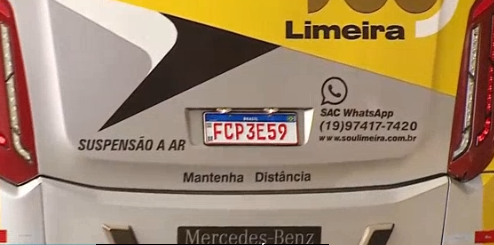 Limeira
SAC WhatsApp
(19)97417-7420
www.soulimeira.com.br
BRASIL
FCP3E59
SUSPENSÃO A AR
Mantenha Distância
Mercedes-Benz